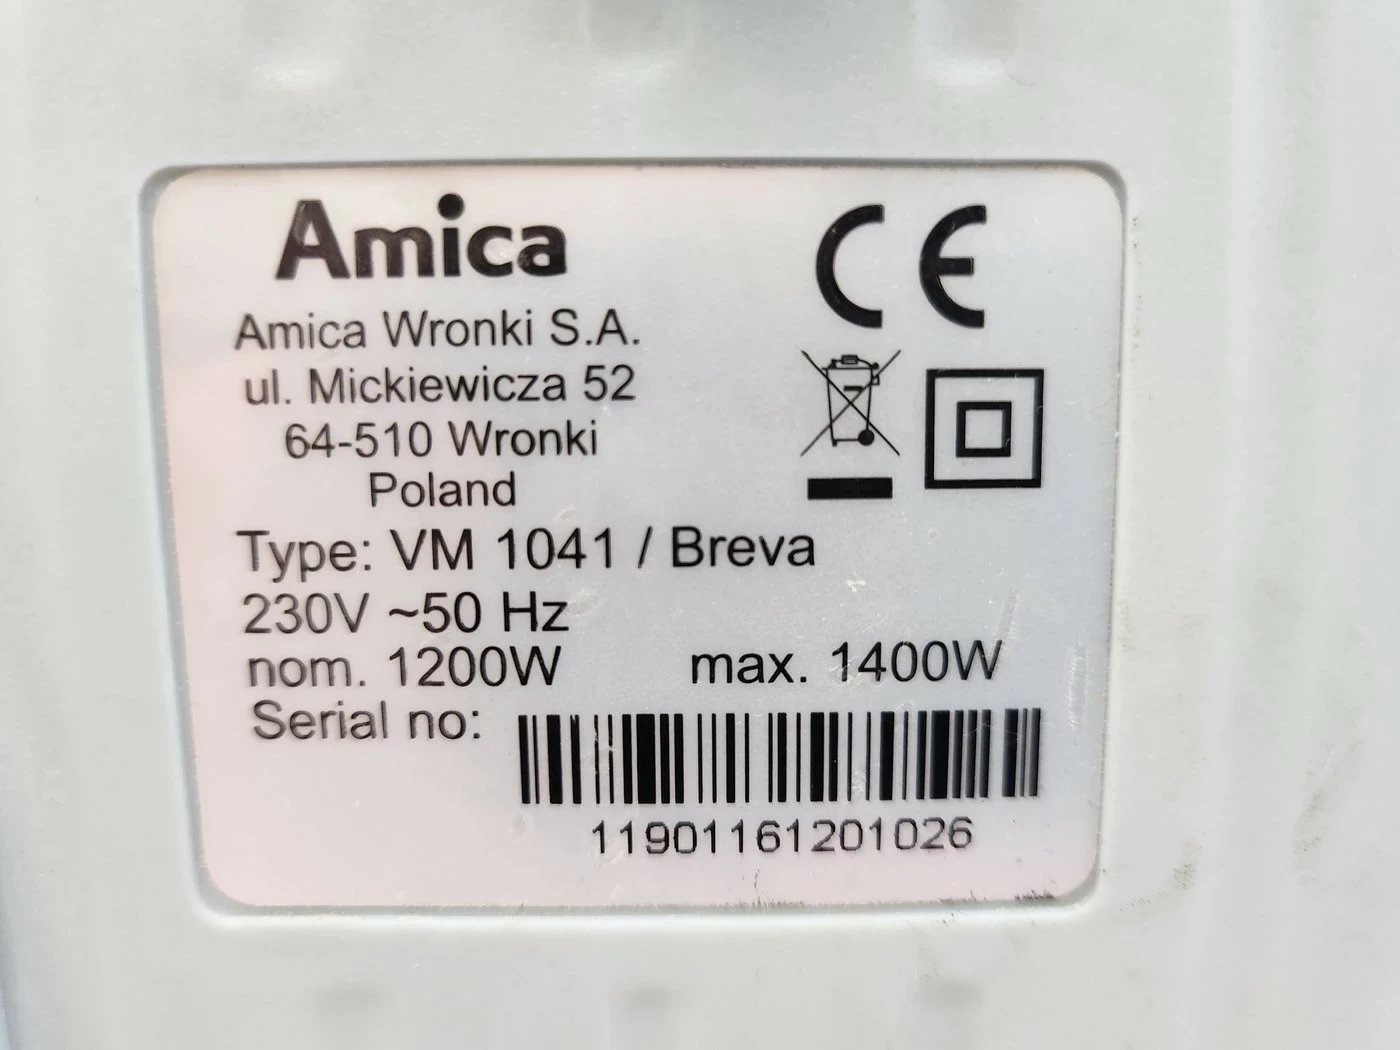 Amica
CE
Amica Wronki S.A.
ul. Mickiewicza 52
64-510 Wronki
Poland
Type: VM 1041 / Breva
230V ~50 Hz
nom. 1200W max. 1400W
Serial no:
11901161201026